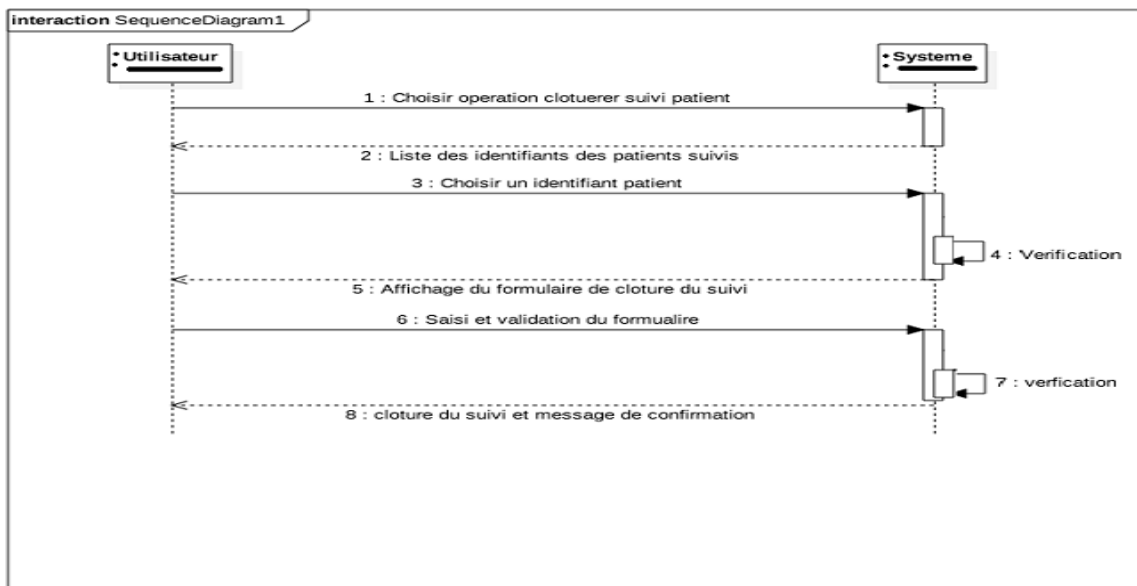 interaction SequenceDiagram1
Utilisateur
Systeme
1 : Choisir operation clotuerer suivi patient
2 : Liste des identifiants des patients suivis
3 : Choisir un identifiant patient
4 : Verification
5 : Affichage du formulaire de cloture du suivi
6 : Saisi et validation du formualire
7 : verfication
8 : cloture du suivi et message de confirmation